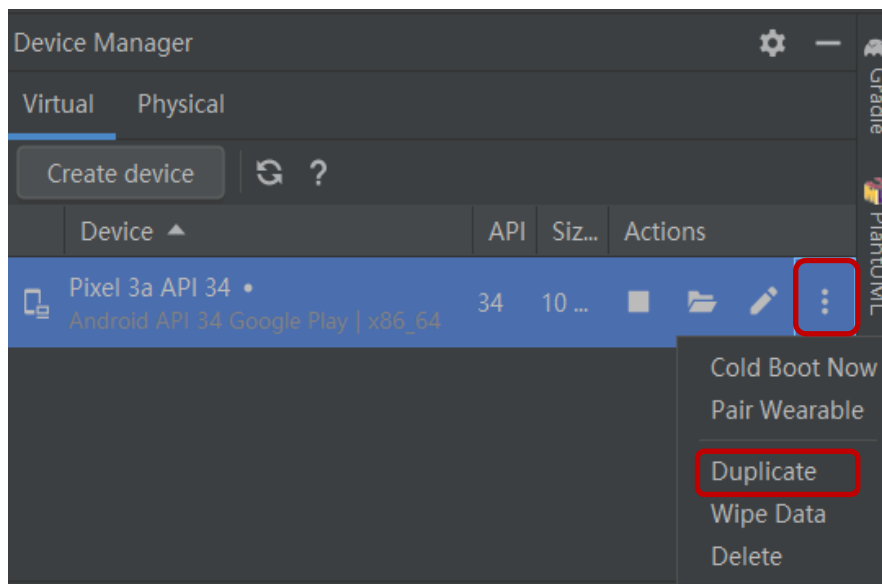 Device Manager
Virtual Physical
Create device ?
Device API Siz... Actions
Pixel 3a API 34 •
Android API 34 Google Play | x86_64
34 10 ...
Cold Boot Now
Pair Wearable
Duplicate
Wipe Data
Delete
Gradle
PlantUML